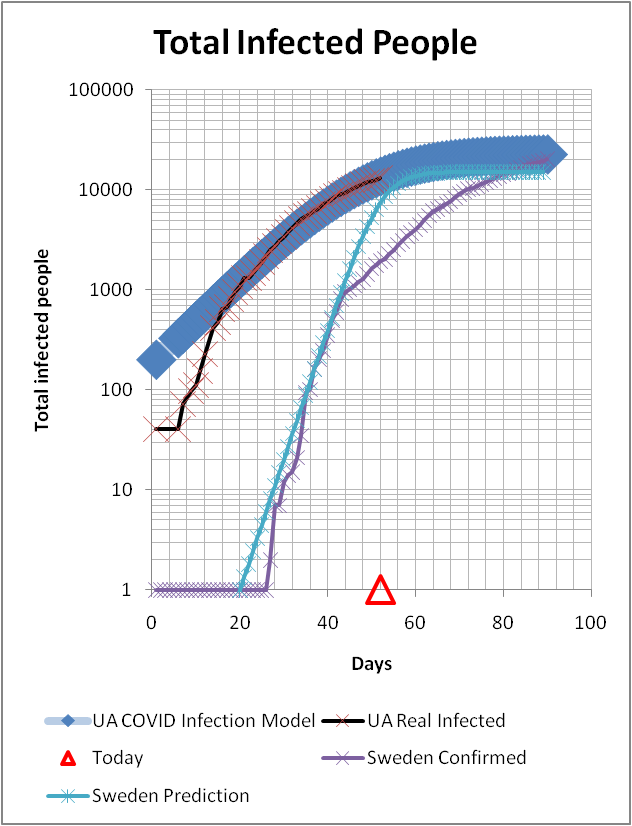 Total Infected People
100000
10000
1000
100
10
1
0 20 40 60 80 100
Total infected people
Days
UA COVID Infection Model UA Real Infected
Today Sweden Confirmed
Sweden Prediction